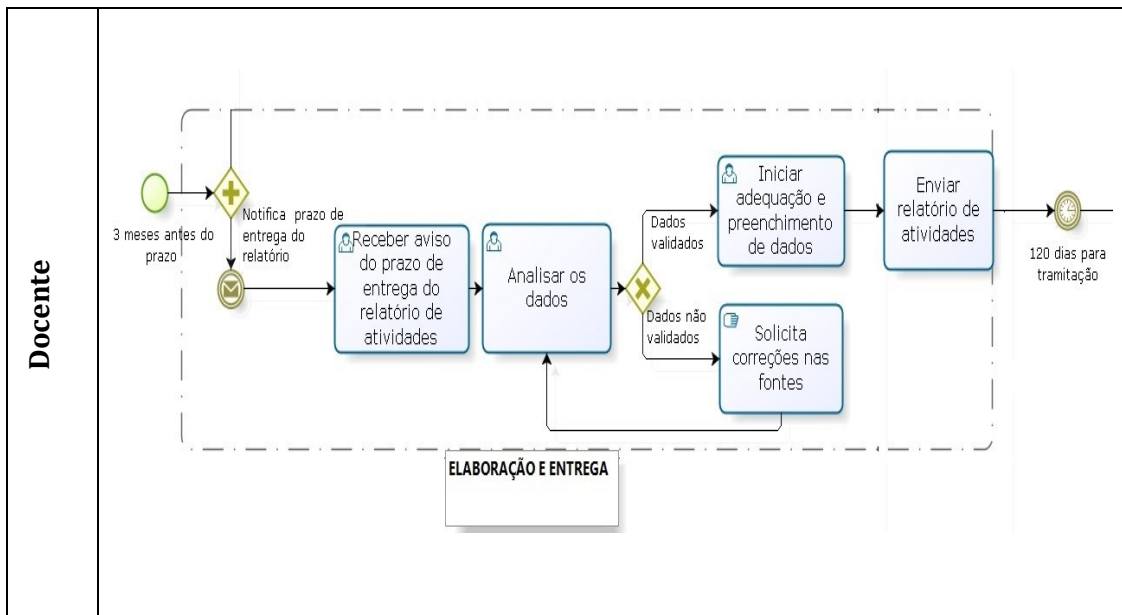 Docente
3 meses antes do
prazo
Notifica prazo de
entrega do
relatório
Receber aviso
do prazo de
entrega do
relatório de
atividades
Analisar os
dados
Dados
validados
Dados não
validados
Iniciar
adequação e
preenchimento
de dados
Solicita
correções nas
fontes
Enviar
relatório de
atividades
120 dias para
tramitação
ELABORAÇÃO E ENTREGA